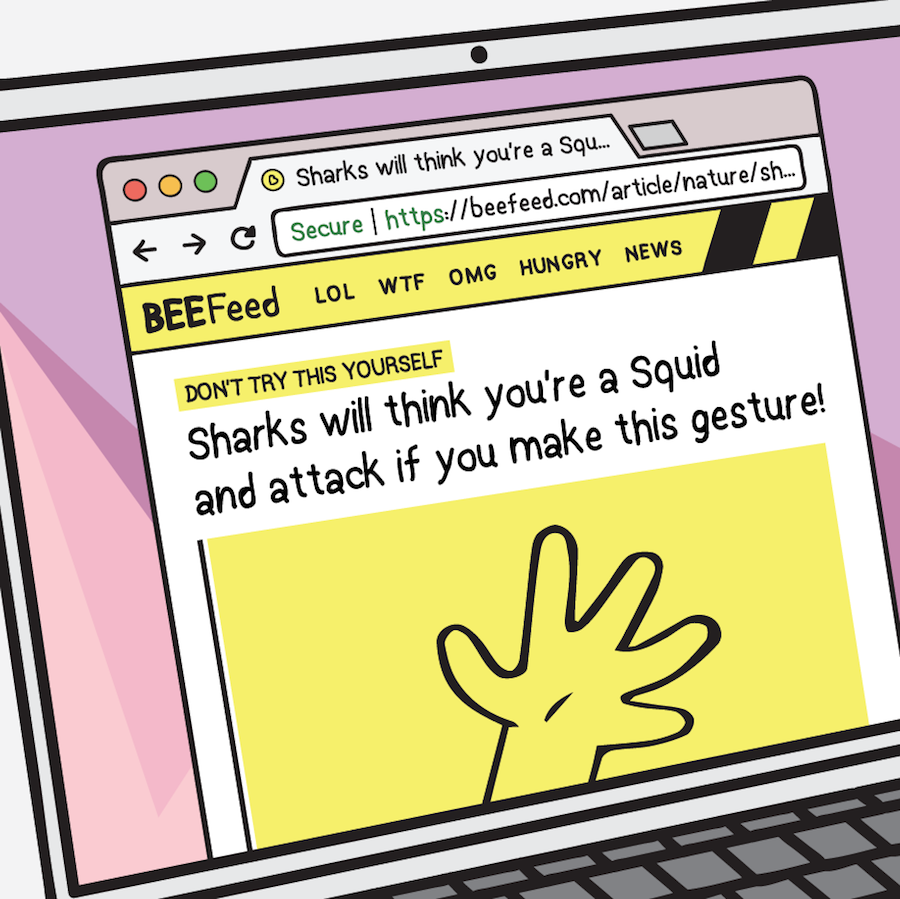 Sharks will think you're a Squ...
Secure | https://beefeed.com/article/nature/sh...
BEEFeed LOL WTF OMG HUNGRY NEWS
DON'T TRY THIS YOURSELF
Sharks will think you're a Squid
and attack if you make this gesture!